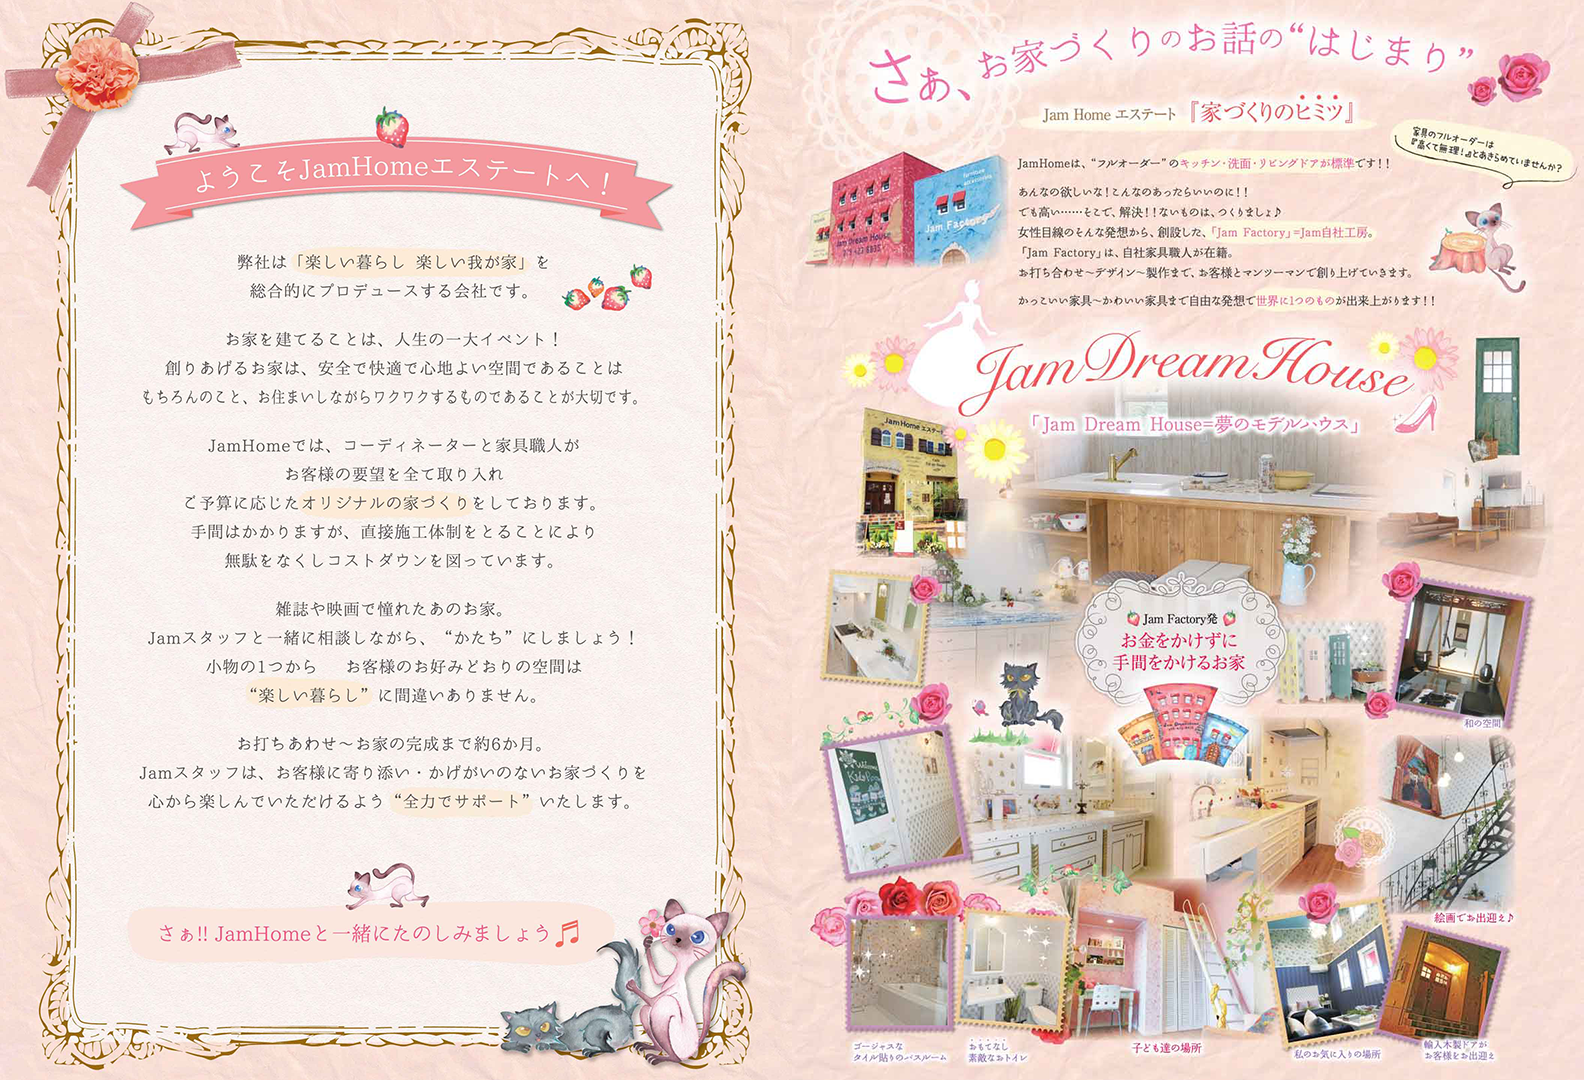 ようこそJamHomeエステートへ！
弊社は「楽しい暮らし 楽しい我が家」を
総合的にプロデュースする会社です。
お家を建てることは、人生の一大イベント！
創りあげるお家は、安全で快適で心地よい空間であることは
もちろんのこと、お住まいしながらワクワクするものであることが大切です。
JamHomeでは、コーディネーターと家具職人が
お客様の要望を全て取り入れ
ご予算に応じたオリジナルの家づくりをしております。
手間はかかりますが、直接施工体制をとることにより
無駄をなくしコストダウンを図っています。
雑誌や映画で憧れたあのお家。
Jamスタッフと一緒に相談しながら、“かたち”にしましょう！
小物の1つから　お客様のお好みどおりの空間は
“楽しい暮らし”に間違いありません。
お打ちあわせ～お家の完成まで約6か月。
Jamスタッフは、お客様に寄り添い・かげがいのないお家づくりを
心から楽しんでいただけるよう“全力でサポート”いたします。
さぁ!! JamHomeと一緒にたのしみましょう♬
さぁ、お家づくりのお話の“はじまり”
Jam Home エステート『家づくりのヒミツ』
家具のフルオーダーは
『高くて無理！』とあきらめていませんか？
JamHomeは、“フルオーダー”のキッチン・洗面・リビングドアが標準です！！
あんなの欲しいな！こんなのあったらいいのに！！
でも高い……そこで、解決！！ないものは、つくりましょ♪
女性目線のそんな発想から、創設した、「Jam Factory」=Jam自社工房。
「Jam Factory」は、自社家具職人が在籍。
お打ち合わせ～デザイン～製作まで、お客様とマンツーマンで創り上げていきます。
かっこいい家具～かわいい家具まで自由な発想で世界に1つのものが出来上がります！！
Jam Dream House
Jam Factory
Jam Dream House
「Jam Dream House=夢のモデルハウス」
JamHome エステート
Jam Factory発
お金をかけずに
手間をかけるお家
和の空間
Welcome
絵画でお出迎え♪
ゴージャスな
タイル貼りのバスルーム
おもてなし
素敵なおトイレ
子ども達の場所
私のお気に入りの場所
輸入木製ドアが
お客様をお出迎え